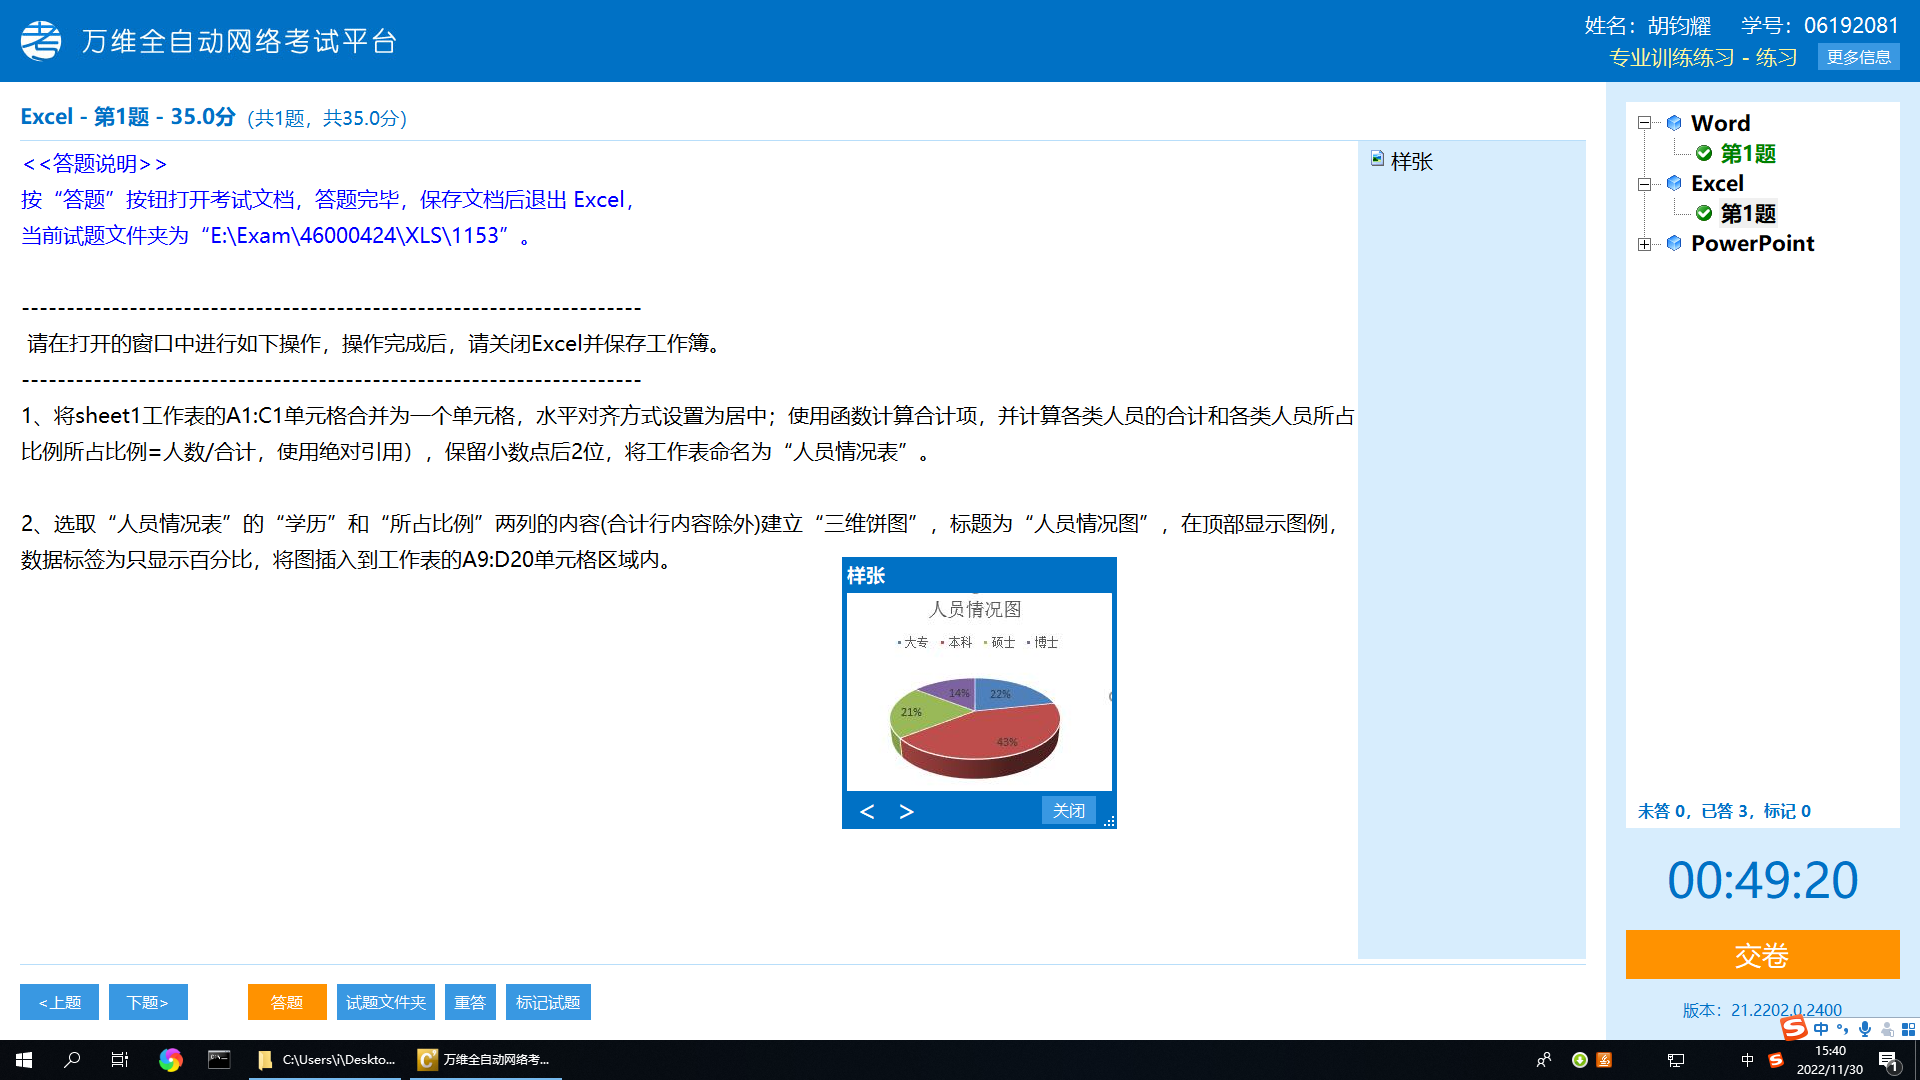 万维全自动网络考试平台
姓名：胡钧耀 学号：06192081
专业训练练习 - 练习 更多信息
Excel - 第1题 - 35.0分 (共1题，共35.0分)
<<答题说明>>
按“答题”按钮打开考试文档，答题完毕，保存文档后退出 Excel，
当前试题文件夹为“E:\Exam\46000424\XLS\1153”。
----------------------------------------------------------------------
请在打开的窗口中进行如下操作，操作完成后，请关闭Excel并保存工作簿。
----------------------------------------------------------------------
1、将sheet1工作表的A1:C1单元格合并为一个单元格，水平对齐方式设置为居中；使用函数计算合计项，并计算各类人员的合计和各类人员所占
比例所占比例=人数/合计，使用绝对引用），保留小数点后2位，将工作表命名为“人员情况表”。
2、选取“人员情况表”的“学历”和“所占比例”两列的内容(合计行内容除外)建立“三维饼图”，标题为“人员情况图”，在顶部显示图例，
数据标签为只显示百分比，将图插入到工作表的A9:D20单元格区域内。
样张
样张
人员情况图
大专 本科 硕士 博士
14% 22%
21%
43%
< > 关闭
Word
第1题
Excel
第1题
PowerPoint
未答 0，已答 3，标记 0
00:49:20
交卷
版本：21.2202.0.2400
<上题 下题> 答题 试题文件夹 重答 标记试题
中
C:\Users\i\Deskto...
万维全自动网络考...
中
15:40
2022/11/30
1